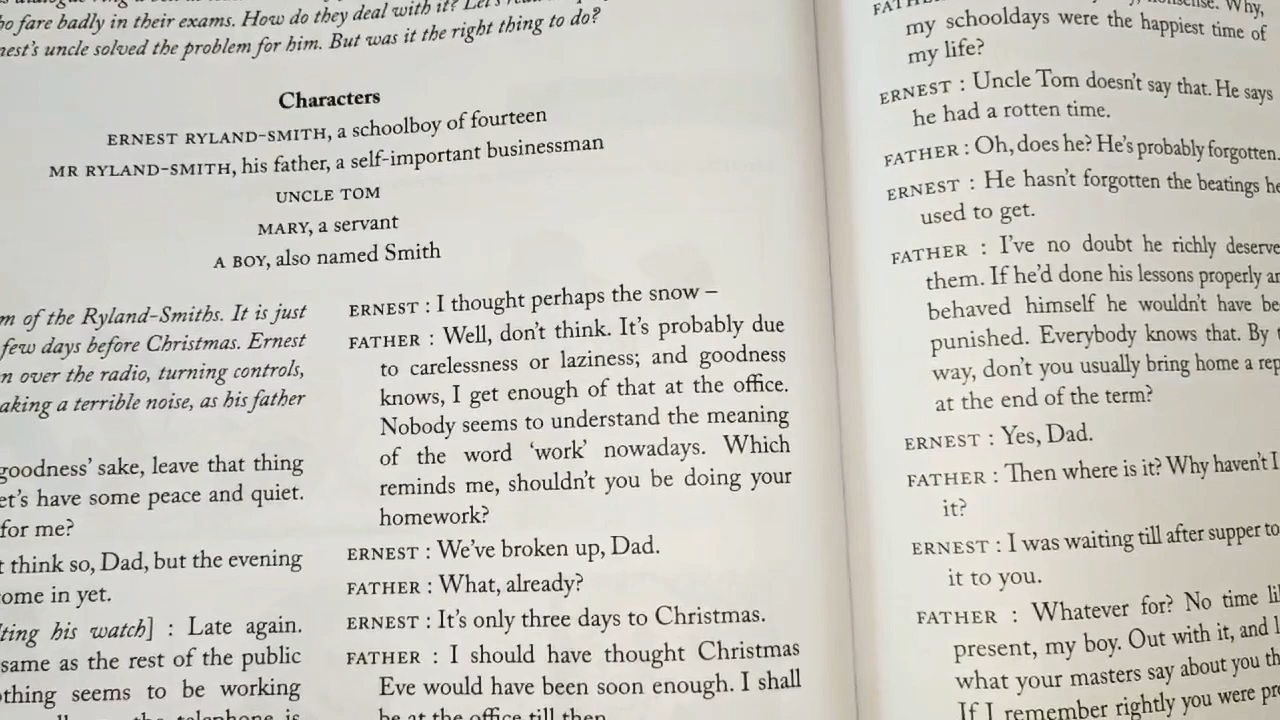 ho fare badly in their exams. How do they deal with it? Let's read
nest's uncle solved the problem for him. But was it the right thing to do?
Characters
ERNEST RYLAND-SMITH, a schoolboy of fourteen
MR RYLAND-SMITH, his father, a self-important businessman
UNCLE TOM
MARY, a servant
A BOY, also named Smith
m of the Ryland-Smiths. It is just
few days before Christmas. Ernest
n over the radio, turning controls,
aking a terrible noise, as his father
goodness' sake, leave that thing
et's have some peace and quiet.
for me?
t think so, Dad, but the evening
ome in yet.
ting his watch] : Late again.
same as the rest of the public
othing seems to be working
the telephone is
ERNEST : I thought perhaps the snow –
FATHER : Well, don't think. It's probably due
to carelessness or laziness; and goodness
knows, I get enough of that at the office.
Nobody seems to understand the meaning
of the word 'work' nowadays. Which
reminds me, shouldn't you be doing your
homework?
ERNEST : We've broken up, Dad.
FATHER : What, already?
ERNEST : It's only three days to Christmas.
FATHER : I should have thought Christmas
Eve would have been soon enough. I shall
be at the office till then.
FATHER nonsense. Why,
my schooldays were the happiest time of
my life?
ERNEST : Uncle Tom doesn't say that. He says
he had a rotten time.
FATHER : Oh, does he? He's probably forgotten.
ERNEST : He hasn't forgotten the beatings he
used to get.
FATHER : I've no doubt he richly deserve
them. If he'd done his lessons properly an
behaved himself he wouldn't have be
punished. Everybody knows that. By t
way, don't you usually bring home a rep
at the end of the term?
ERNEST : Yes, Dad.
FATHER : Then where is it? Why haven't I
it?
ERNEST : I was waiting till after supper to
it to you.
FATHER : Whatever for? No time li
present, my boy. Out with it, and l
what your masters say about you th
If I remember rightly you were pr